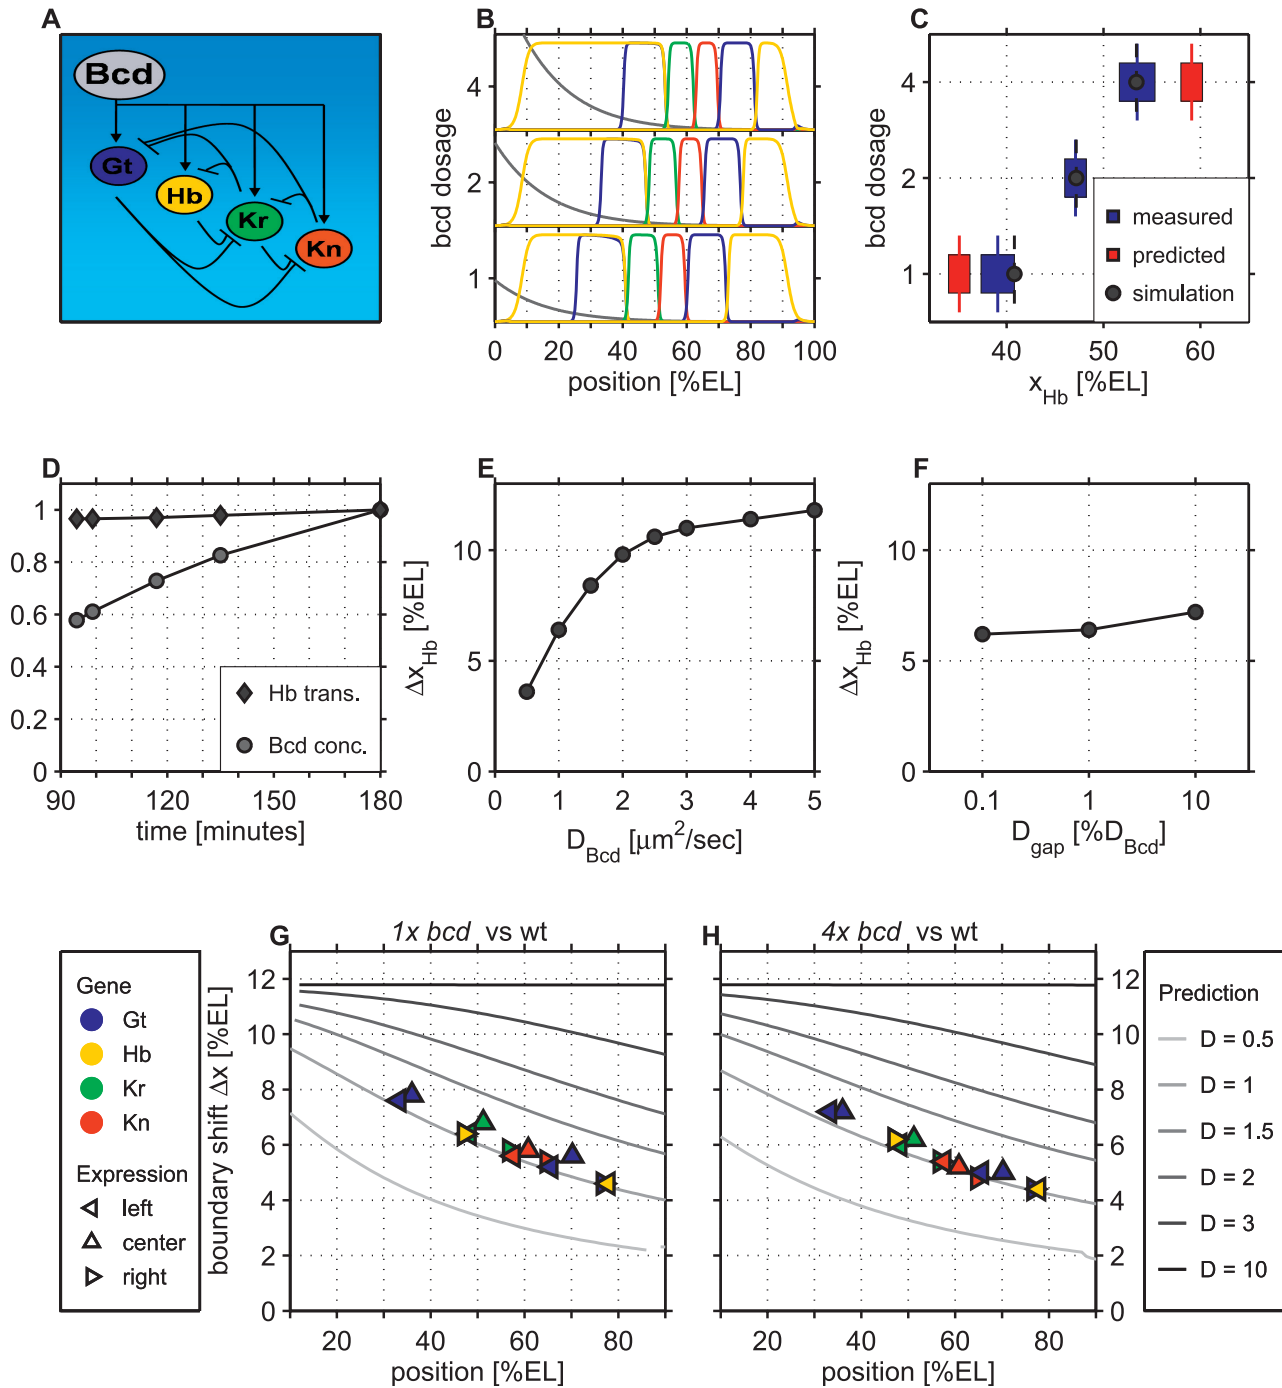 A
Bcd
Gt
Hb
Kr
Kn
B
bcd dosage
4
2
1
0 20 40 60 80 100
position [%EL]
C
bcd dosage
4
2
1
measured
predicted
simulation
40 50 60
xHb [%EL]
D
1
0.8
0.6
0.4
0.2
0
Hb trans.
Bcd conc.
90 120 150 180
time [minutes]
E
ΔxHb [%EL]
10
5
0
0 1 2 3 4 5
DBcd [μm2/sec]
F
ΔxHb [%EL]
10
5
0
0.1 1 10
Dgap [%DBcd]
Gene
Gt
Hb
Kr
Kn
Expression
left
center
right
G 1x bcd vs wt
boundary shift Δx [%EL]
12
10
8
6
4
2
0
20 40 60 80
position [%EL]
H 4x bcd vs wt
12
10
8
6
4
2
0
20 40 60 80
position [%EL]
Prediction
D = 0.5
D = 1
D = 1.5
D = 2
D = 3
D = 10